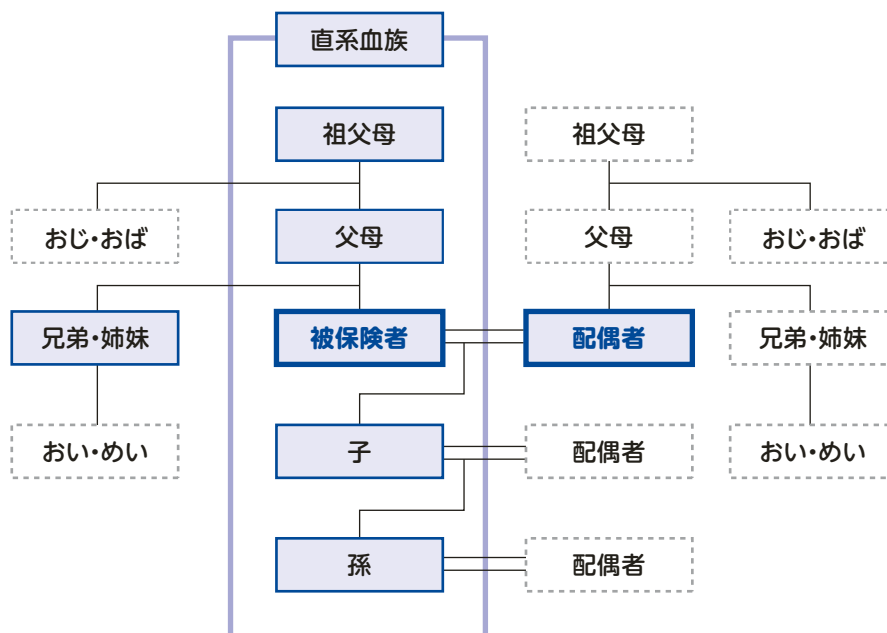 直系血族
祖父母
祖父母
おじ・おば
父母
父母
おじ・おば
兄弟・姉妹
被保険者
配偶者
兄弟・姉妹
おい・めい
子
配偶者
おい・めい
孫
配偶者